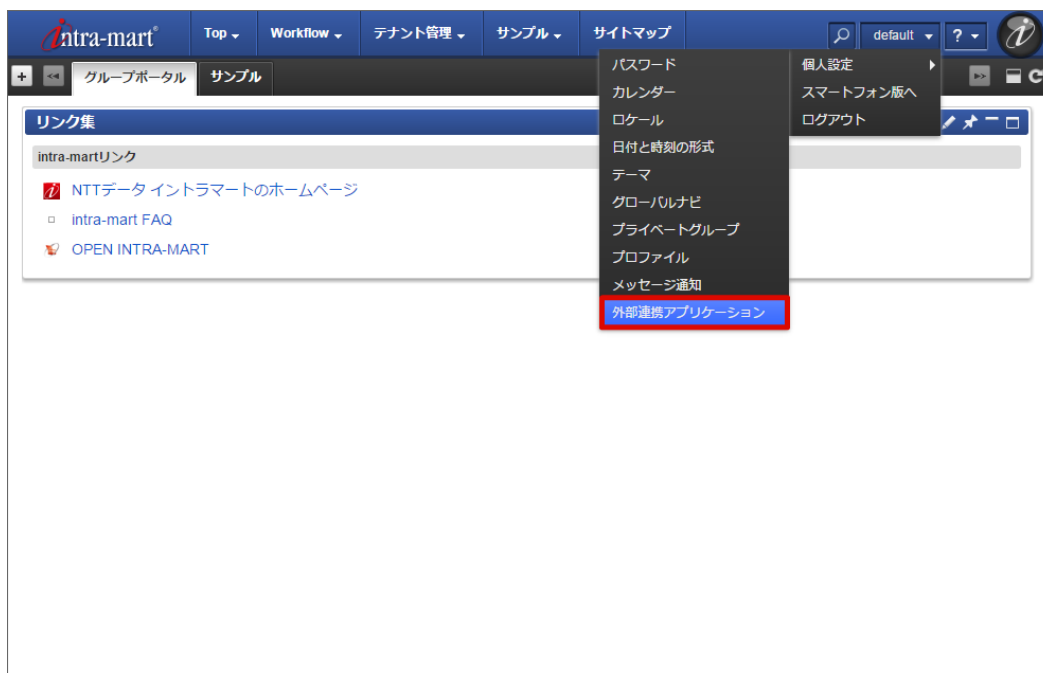 intra-mart®
Top
Workflow
テナント管理
サンプル
サイトマップ
default
?
グループポータル
サンプル
パスワード
カレンダー
ロケール
日付と時刻の形式
テーマ
グローバルナビ
プライベートグループ
プロファイル
メッセージ通知
外部連携アプリケーション
個人設定
スマートフォン版へ
ログアウト
リンク集
intra-martリンク
NTTデータ イントラマートのホームページ
intra-mart FAQ
OPEN INTRA-MART